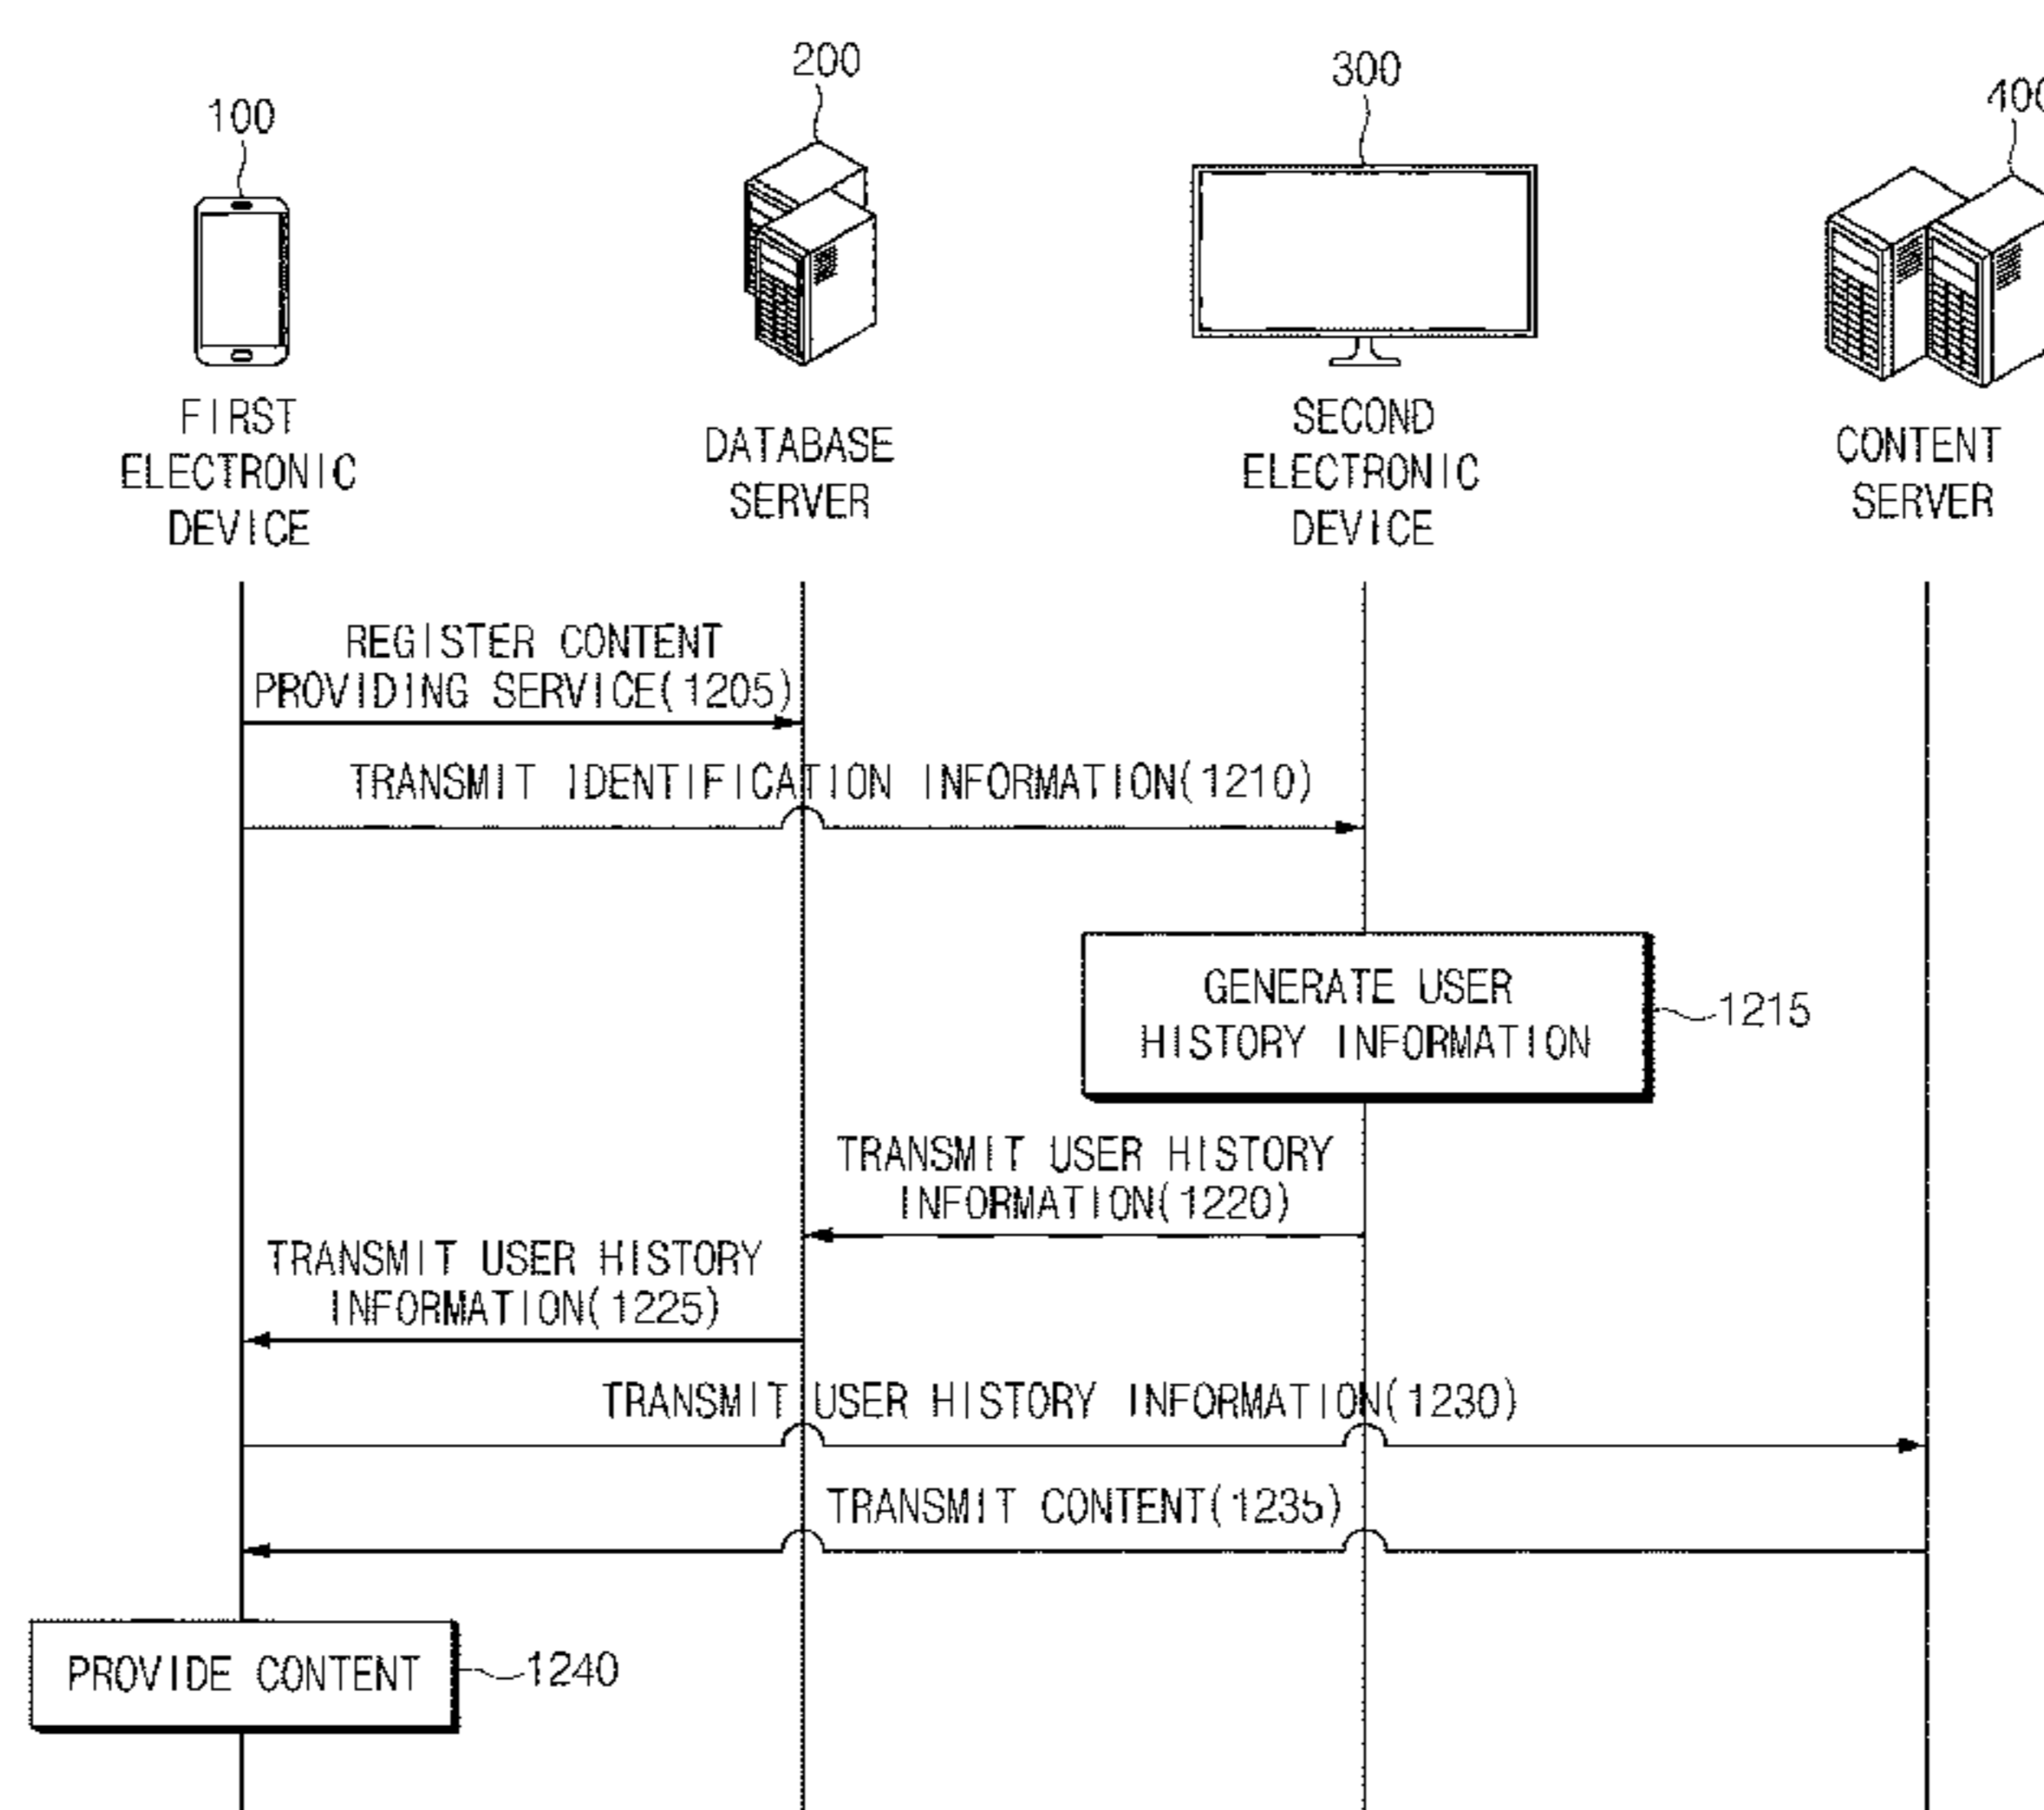 100
200
300
400
FIRST
ELECTRONIC
DEVICE
DATABASE
SERVER
SECOND
ELECTRONIC
DEVICE
CONTENT
SERVER
REGISTER CONTENT
PROVIDING SERVICE(1205)
TRANSMIT IDENTIFICATION INFORMATION(1210)
GENERATE USER
HISTORY INFORMATION
1215
TRANSMIT USER HISTORY
INFORMATION(1220)
TRANSMIT USER HISTORY
INFORMATION(1225)
TRANSMIT USER HISTORY INFORMATION(1230)
TRANSMIT CONTENT(1235)
PROVIDE CONTENT
1240